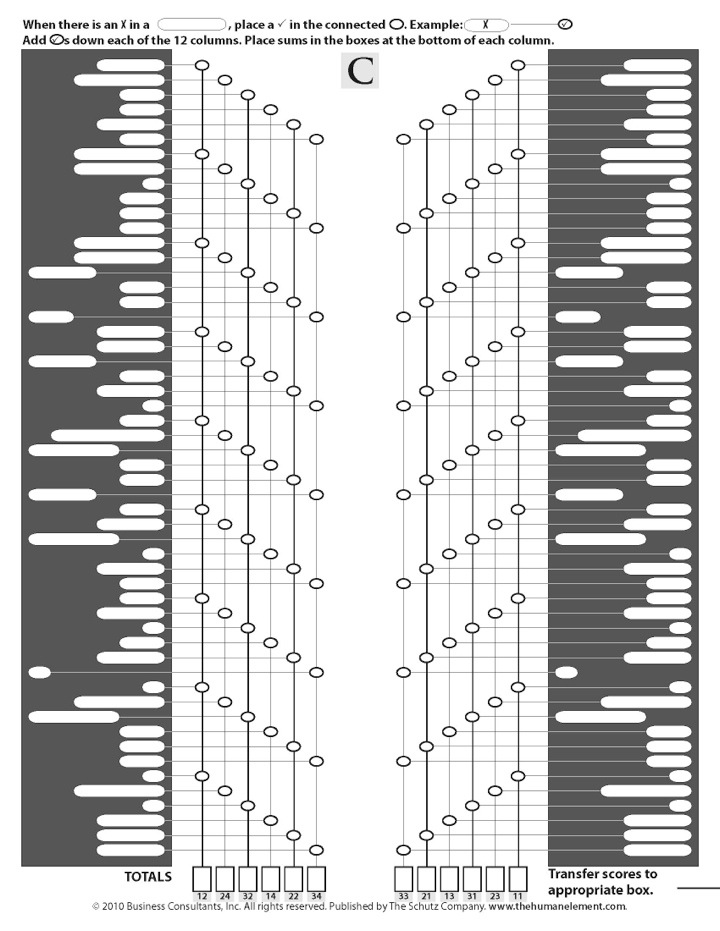 When there is an X in a , place a ✓ in the connected O. Example: X ✓
Add ✓s down each of the 12 columns. Place sums in the boxes at the bottom of each column.
C
TOTALS
12 24 32 14 22 34
33 21 13 31 23 11
Transfer scores to
appropriate box.
© 2010 Business Consultants, Inc. All rights reserved. Published by The Schutz Company. www.thehumanelement.com.